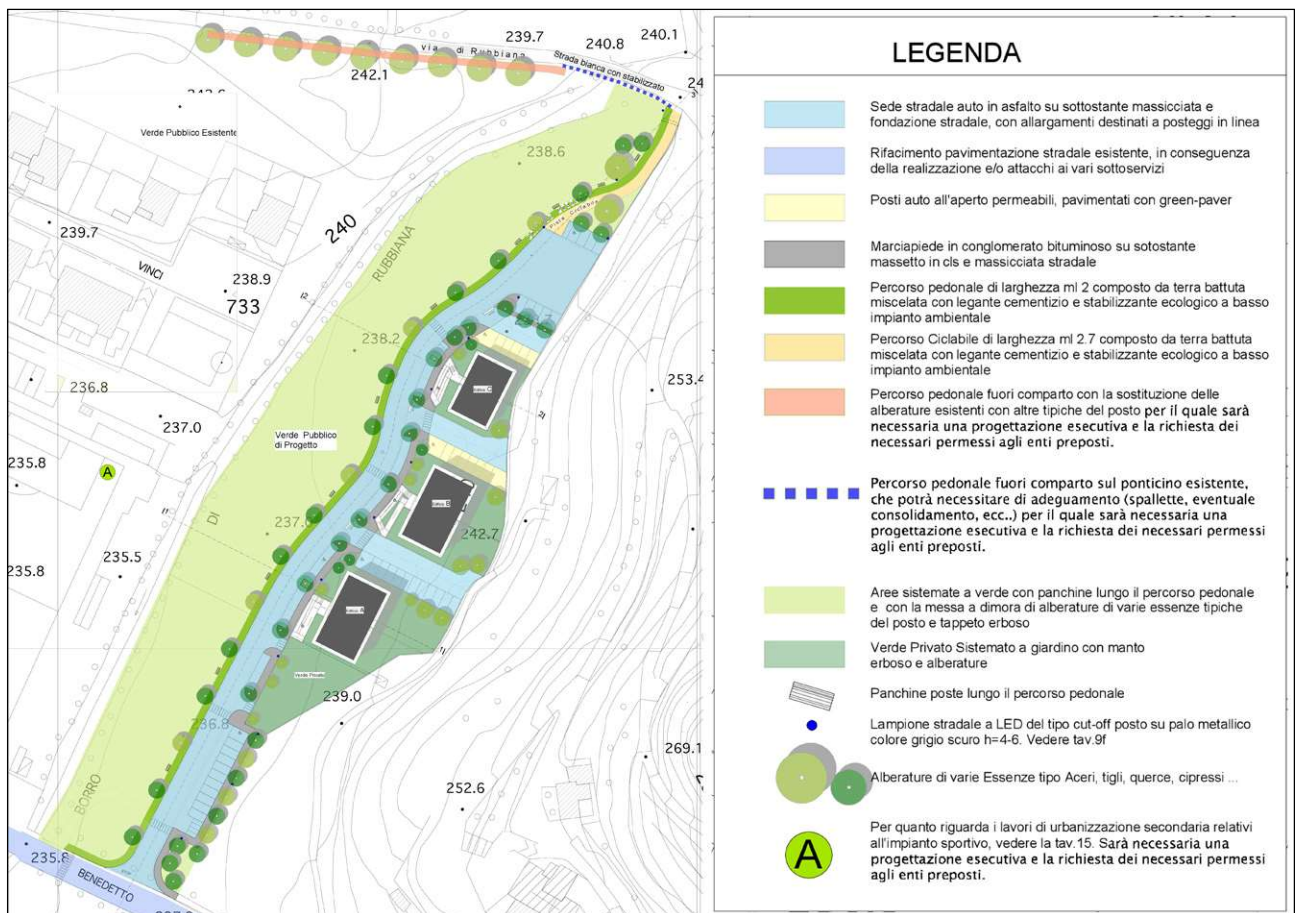 239.7
240.8
240.1
via di Rubbiana
Strada bianca con stabilizzato
242.1
Verde Pubblico Esistente
238.6
239.7
240
VINCI
238.9
733
RUBBIANA
Pista Ciclabile
238.2
253.4
236.8
237.0
Verde Pubblico
di Progetto
235.8
A
DI
242.7
235.5
235.8
Verde Privato
239.0
236.8
269.1
252.6
BORRO
235.8
BENEDETTO
LEGENDA
Sede stradale auto in asfalto su sottostante massicciata e
fondazione stradale, con allargamenti destinati a posteggi in linea
Rifacimento pavimentazione stradale esistente, in conseguenza
della realizzazione e/o attacchi ai vari sottoservizi
Posti auto all'aperto permeabili, pavimentati con green-paver
Marciapiede in conglomerato bituminoso su sotostante
massetto in cls e massicciata stradale
Percorso pedonale di larghezza ml 2 composto da terra battuta
miscelata con legante cementizio e stabilizzante ecologico a basso
impianto ambientale
Percorso Ciclabile di larghezza ml 2.7 composto da terra battuta
miscelata con legante cementizio e stabilizzante ecologico a basso
impianto ambientale
Percorso pedonale fuori comparto con la sostituzione delle
alberature esistenti con altre tipiche del posto per il quale sarà
necessaria una progettazione esecutiva e la richiesta dei
necessari permessi agli enti preposti.
Percorso pedonale fuori comparto sul ponticino esistente,
che potrà necessitare di adeguamento (spallette, eventuale
consolidamento, ecc..) per il quale sarà necessaria una
progettazione esecutiva e la richiesta dei necessari permessi
agli enti preposti.
Aree sistemate a verde con panchine lungo il percorso pedonale
e con la messa a dimora di alberature di varie essenze tipiche
del posto e tappeto erboso
Verde Privato Sistemato a giardino con manto
erboso e alberature
Panchine poste lungo il percorso pedonale
Lampione stradale a LED del tipo cut-off posto su palo metallico
colore grigio scuro h=4-6. Vedere tav.9f
Alberature di varie Essenze tipo Aceri, tigli, querce, cipressi ...
A
Per quanto riguarda i lavori di urbanizzazione secondaria relativi
all'impianto sportivo, vedere la tav.15. Sarà necessaria una
progettazione esecutiva e la richiesta dei necessari permessi
agli enti preposti.